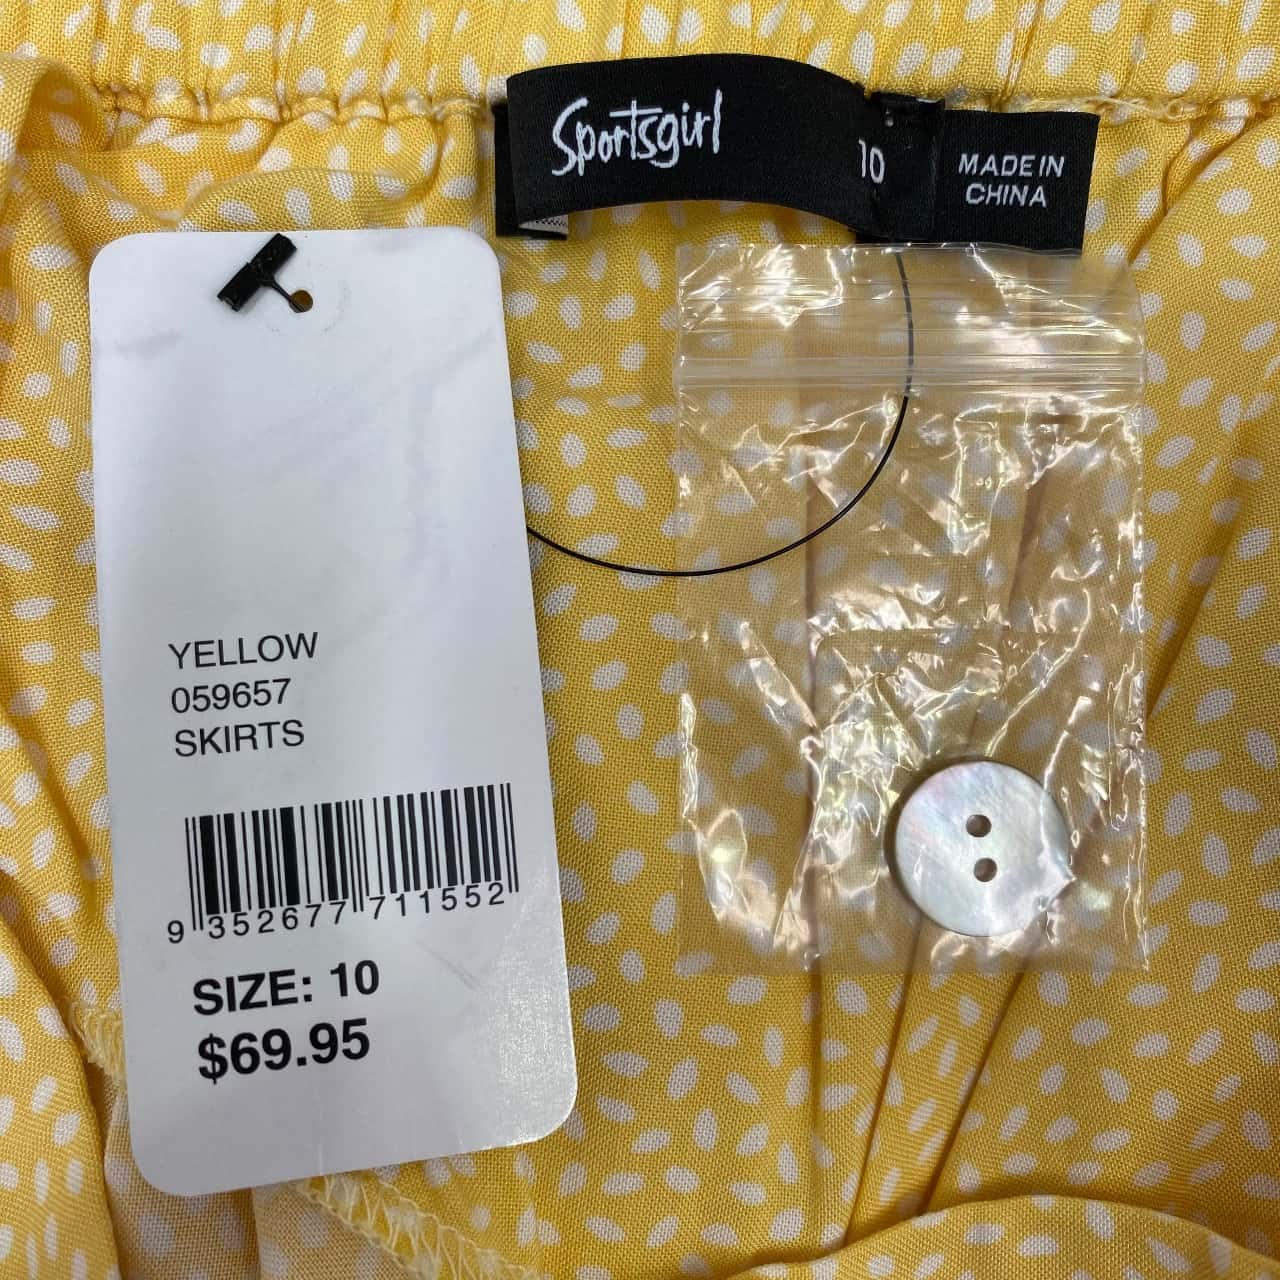 Sportsgirl
10
MADE IN
CHINA
YELLOW
059657
SKIRTS
9 352677 711552
SIZE: 10
$69.95